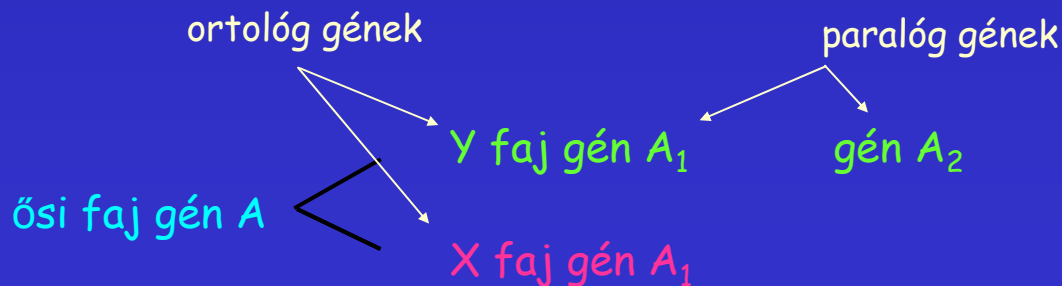 ortológ gének
paralóg gének
Y faj gén A₁
gén A₂
ősi faj gén A
X faj gén A₁